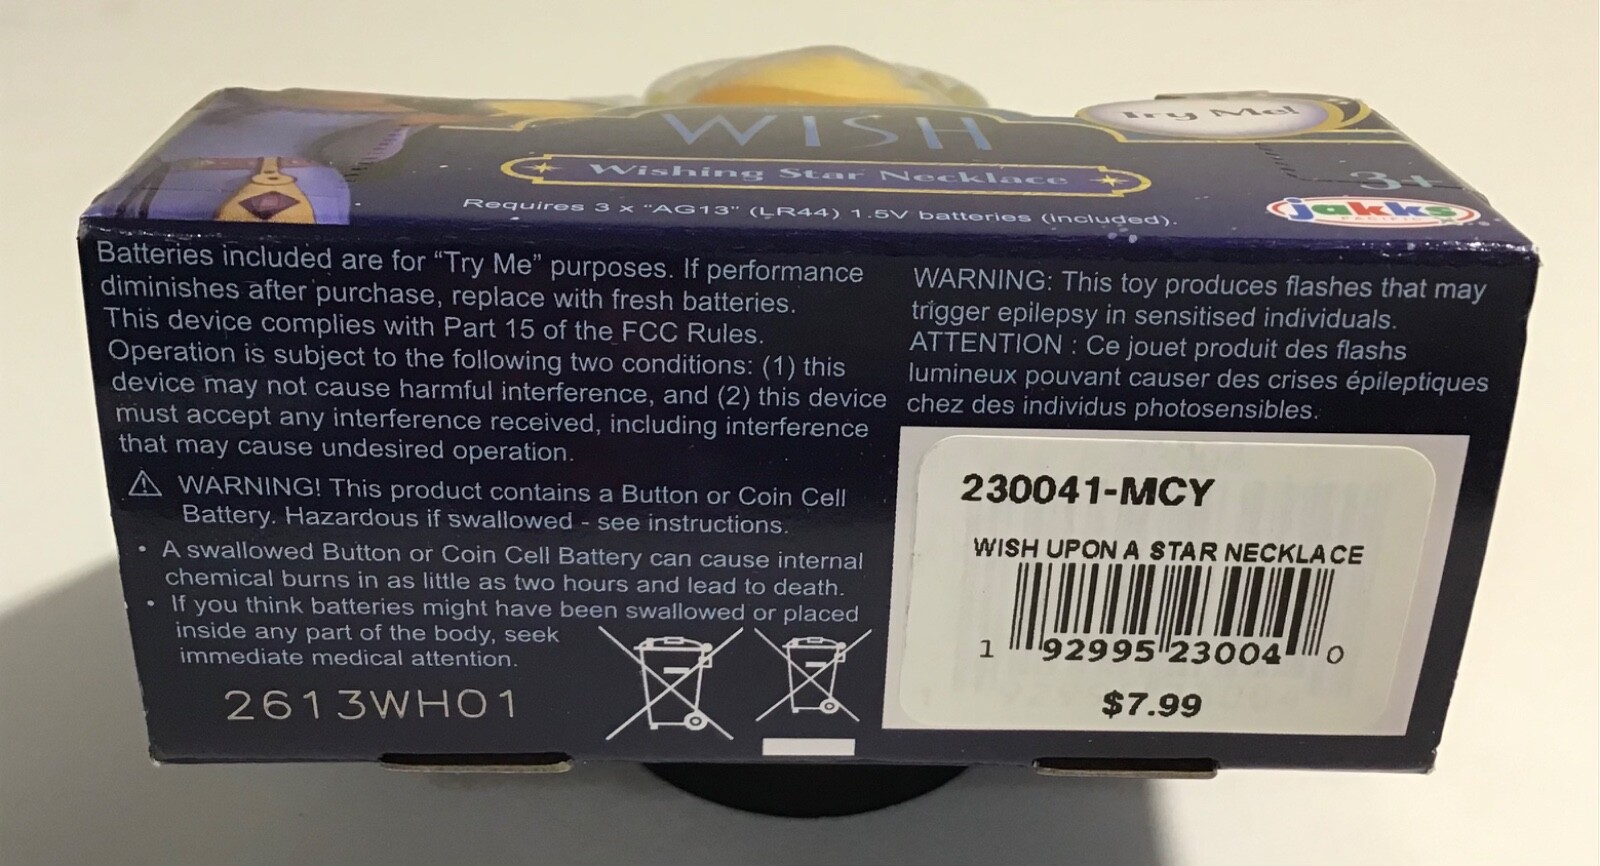 WISH
Try Me!
Wishing Star Necklace
3+
Requires 3 x "AG13" (LR44) 1.5V batteries (included).
jakks
PACIFIC
Batteries included are for “Try Me” purposes. If performance
diminishes after purchase, replace with fresh batteries.
This device complies with Part 15 of the FCC Rules.
Operation is subject to the following two conditions: (1) this
device may not cause harmful interference, and (2) this device
must accept any interference received, including interference
that may cause undesired operation.
WARNING! This product contains a Button or Coin Cell
Battery. Hazardous if swallowed - see instructions.
• A swallowed Button or Coin Cell Battery can cause internal
chemical burns in as little as two hours and lead to death.
• If you think batteries might have been swallowed or placed
inside any part of the body, seek
immediate medical attention.
2613WH01
WARNING: This toy produces flashes that may
trigger epilepsy in sensitised individuals.
ATTENTION : Ce jouet produit des flashs
lumineux pouvant causer des crises épileptiques
chez des individus photosensibles.
230041-MCY
WISH UPON A STAR NECKLACE
1 92995 23004 0
$7.99